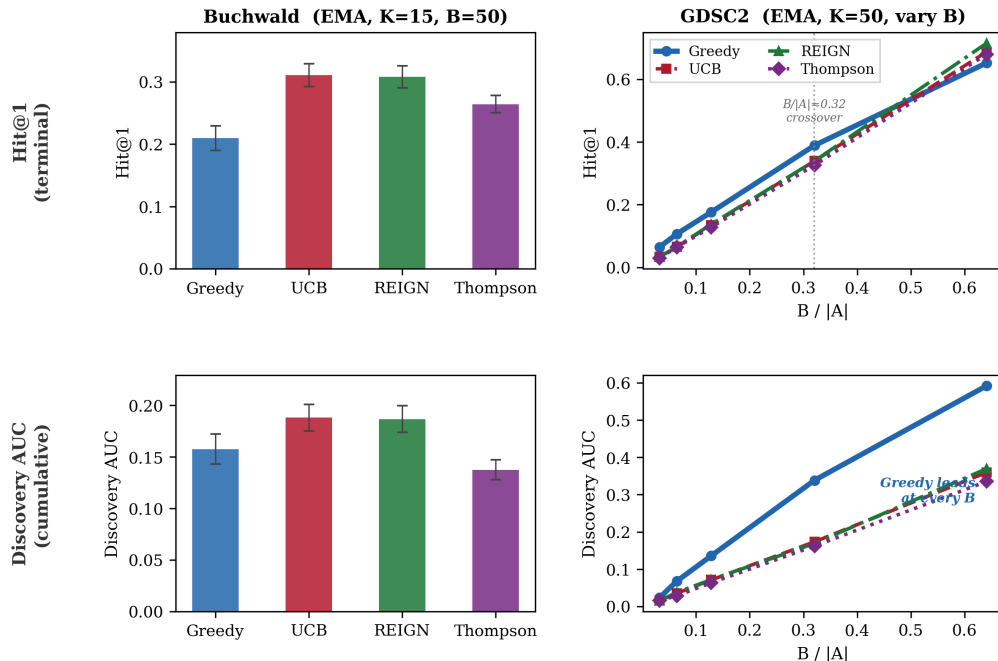 Buchwald (EMA, K=15, B=50)
Hit@1
(terminal)
Hit@1
0.3
0.2
0.1
0.0
Greedy UCB REIGN Thompson
GDSC2 (EMA, K=50, vary B)
Greedy REIGN
UCB Thompson
B/|A|≈0.32
crossover
Hit@1
0.6
0.4
0.2
0.0
0.1 0.2 0.3 0.4 0.5 0.6
B / |A|
Discovery AUC
(cumulative)
Discovery AUC
0.20
0.15
0.10
0.05
0.00
Greedy UCB REIGN Thompson
Discovery AUC
0.6
0.5
0.4
0.3
0.2
0.1
0.0
Greedy leads
at every B
0.1 0.2 0.3 0.4 0.5 0.6
B / |A|